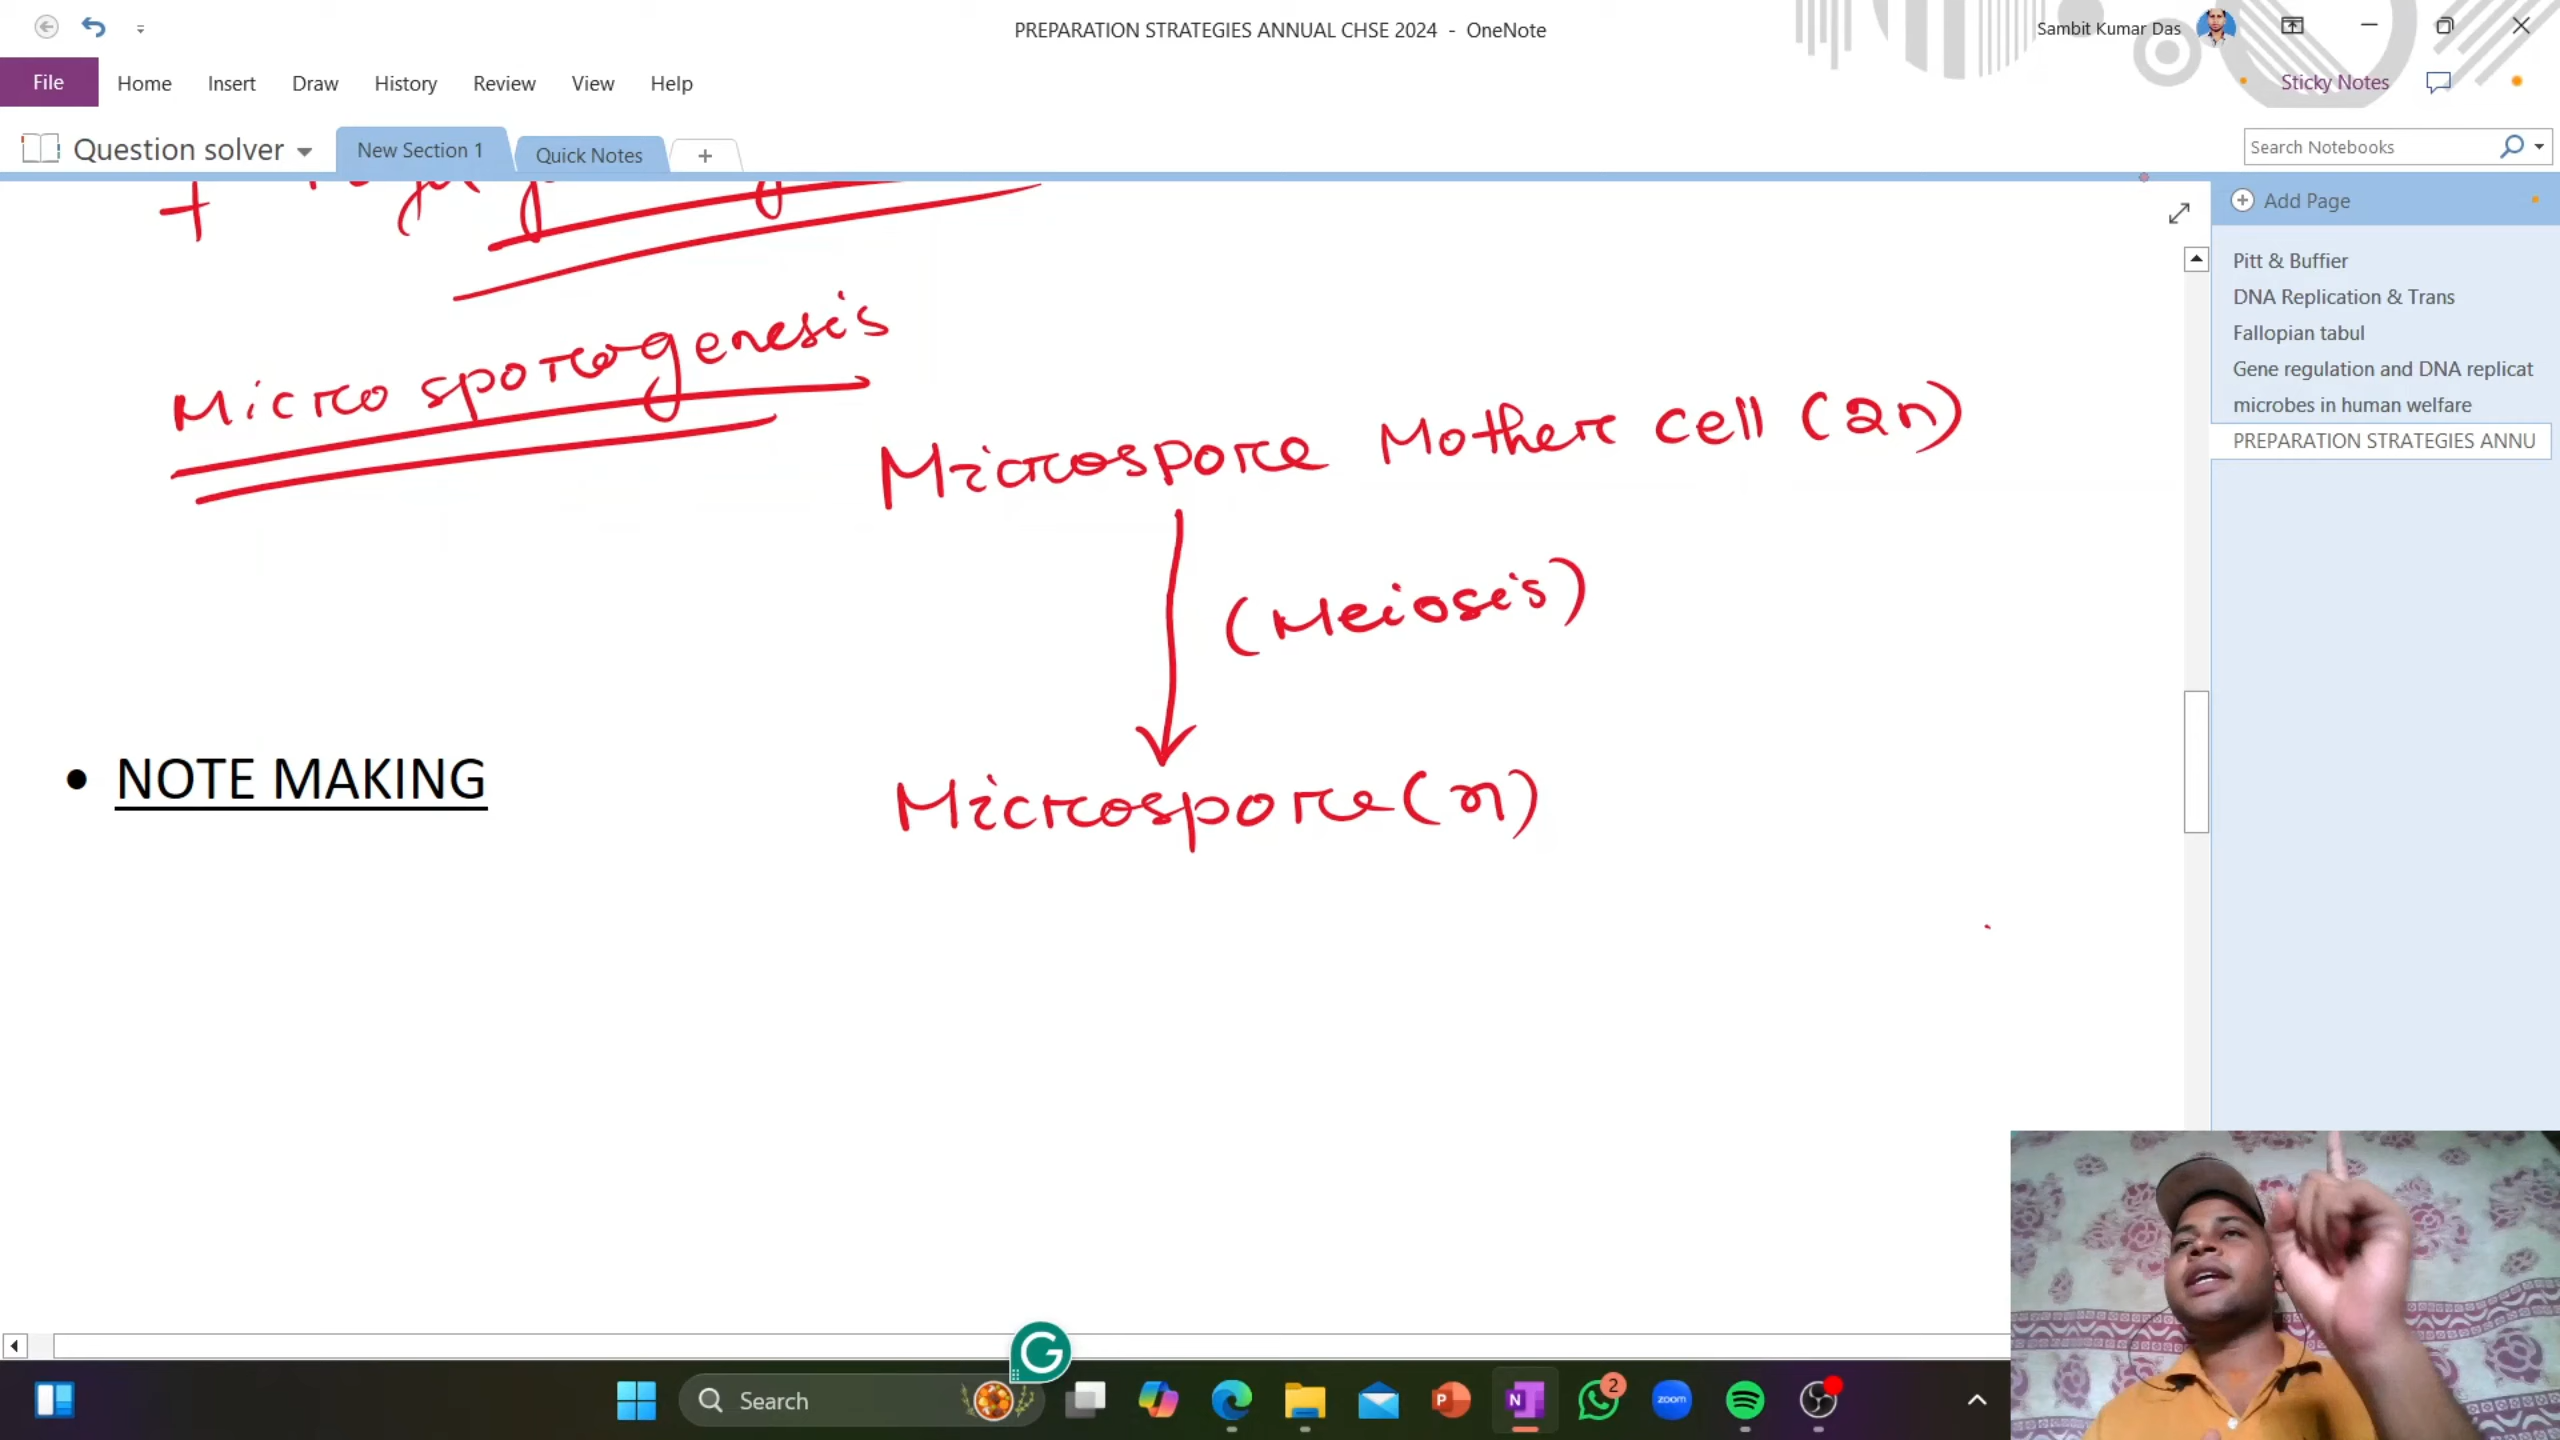 PREPARATION STRATEGIES ANNUAL CHSE 2024 - OneNote
Sambit Kumar Das
File Home Insert Draw History Review View Help
Sticky Notes
Question solver New Section 1 Quick Notes +
Search Notebooks
Add Page
Pitt & Buffier
DNA Replication & Trans
Fallopian tabul
Gene regulation and DNA replicat
microbes in human welfare
PREPARATION STRATEGIES ANNU
+
Micro sporogenesis
Microspore Mother cell (2n)
(Meiosis)
• NOTE MAKING
Microspore (n)
Search
2
zoom